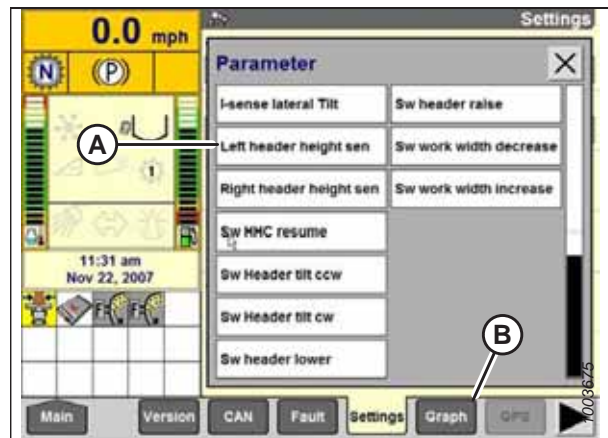 0.0 mph
Settings
N
(P)
Parameter
X
I-sense lateral Tilt
Sw header raise
A
Left header height sen
Sw work width decrease
1
Right header height sen
Sw work width increase
Sw HHC resume
11:31 am
Nov 22, 2007
Sw Header tilt ccw
Sw Header tilt cw
B
Sw header lower
1003675
Main
Version
CAN
Fault
Settings
Graph
GPS